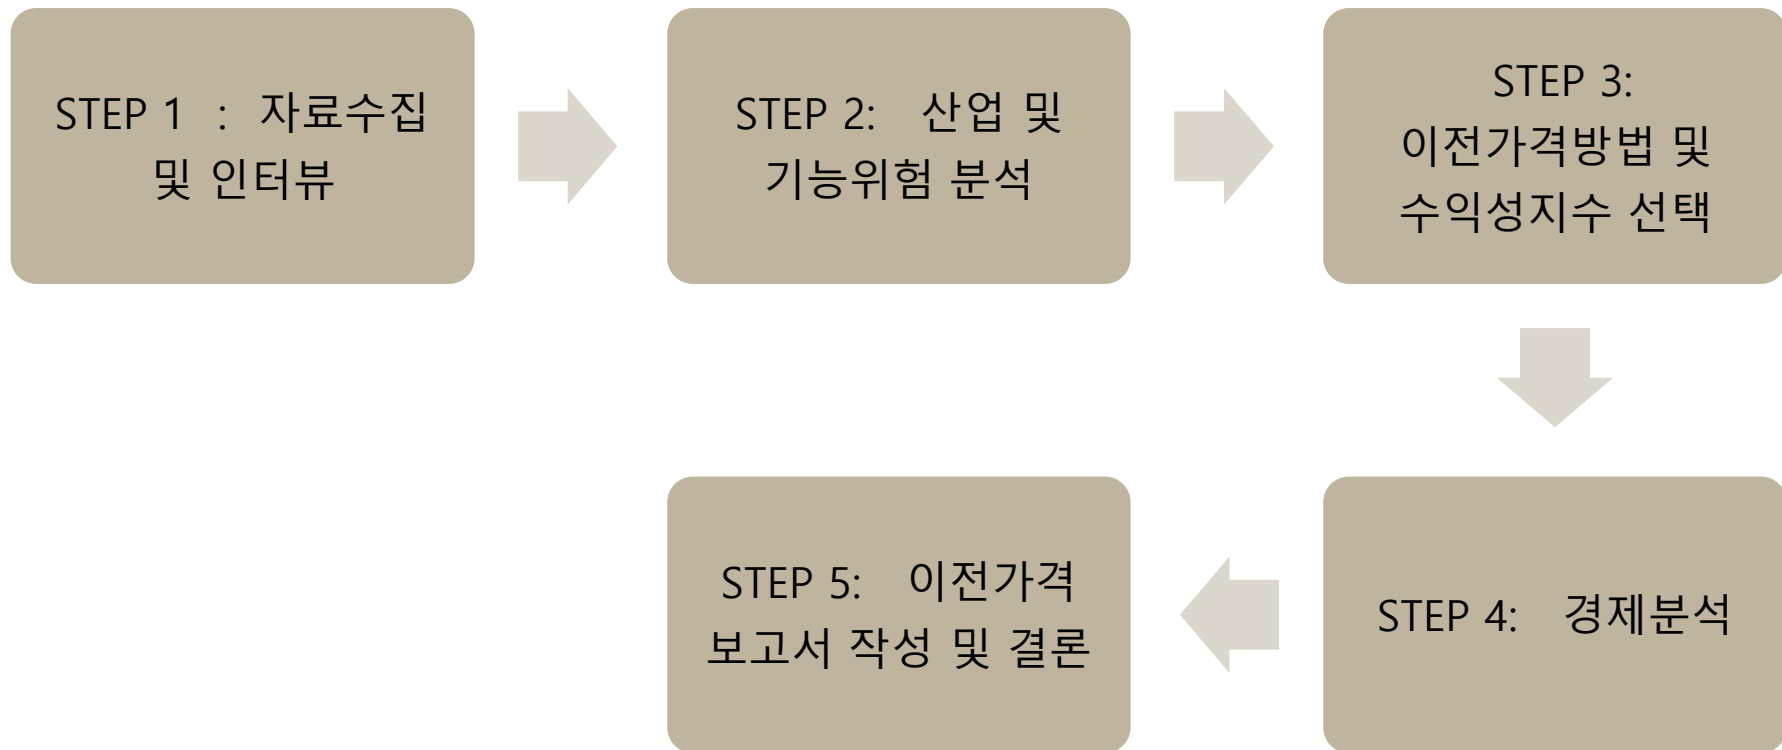 STEP 1 : 자료수집
및 인터뷰
STEP 2: 산업 및
기능위험 분석
STEP 3:
이전가격방법 및
수익성지수 선택
STEP 4: 경제분석
STEP 5: 이전가격
보고서 작성 및 결론